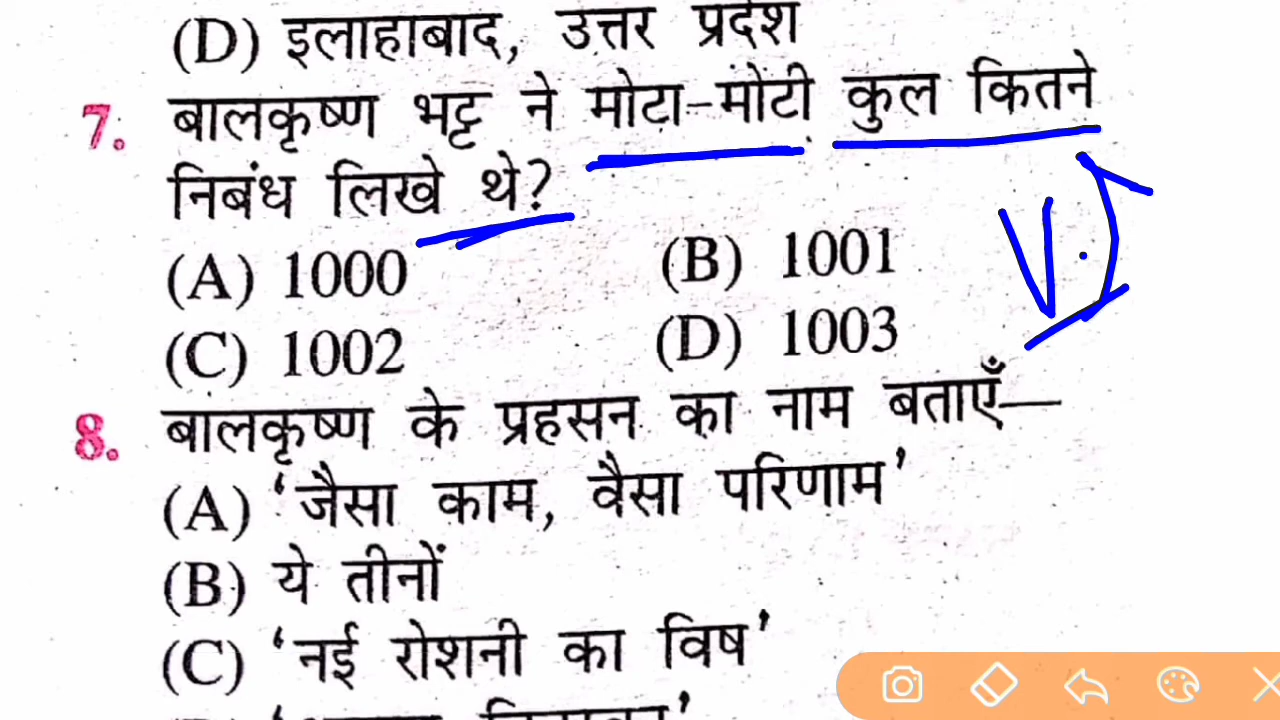 (D) इलाहाबाद, उत्तर प्रदेश
7. बालकृष्ण भट्ट ने मोटा-मोटी कुल कितने
निबंध लिखे थे?
V.I
(A) 1000 (B) 1001
(C) 1002 (D) 1003
8. बालकृष्ण के प्रहसन का नाम बताएँ—
(A) ‘जैसा काम, वैसा परिणाम’
(B) ये तीनों
(C) ‘नई रोशनी का विष’